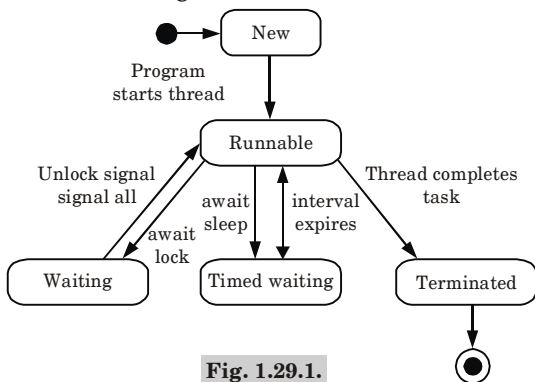 New
Program
starts thread
Runnable
Unlock signal
signal all
await
lock
await
sleep
interval
expires
Thread completes
task
Waiting
Timed waiting
Terminated
Fig. 1.29.1.